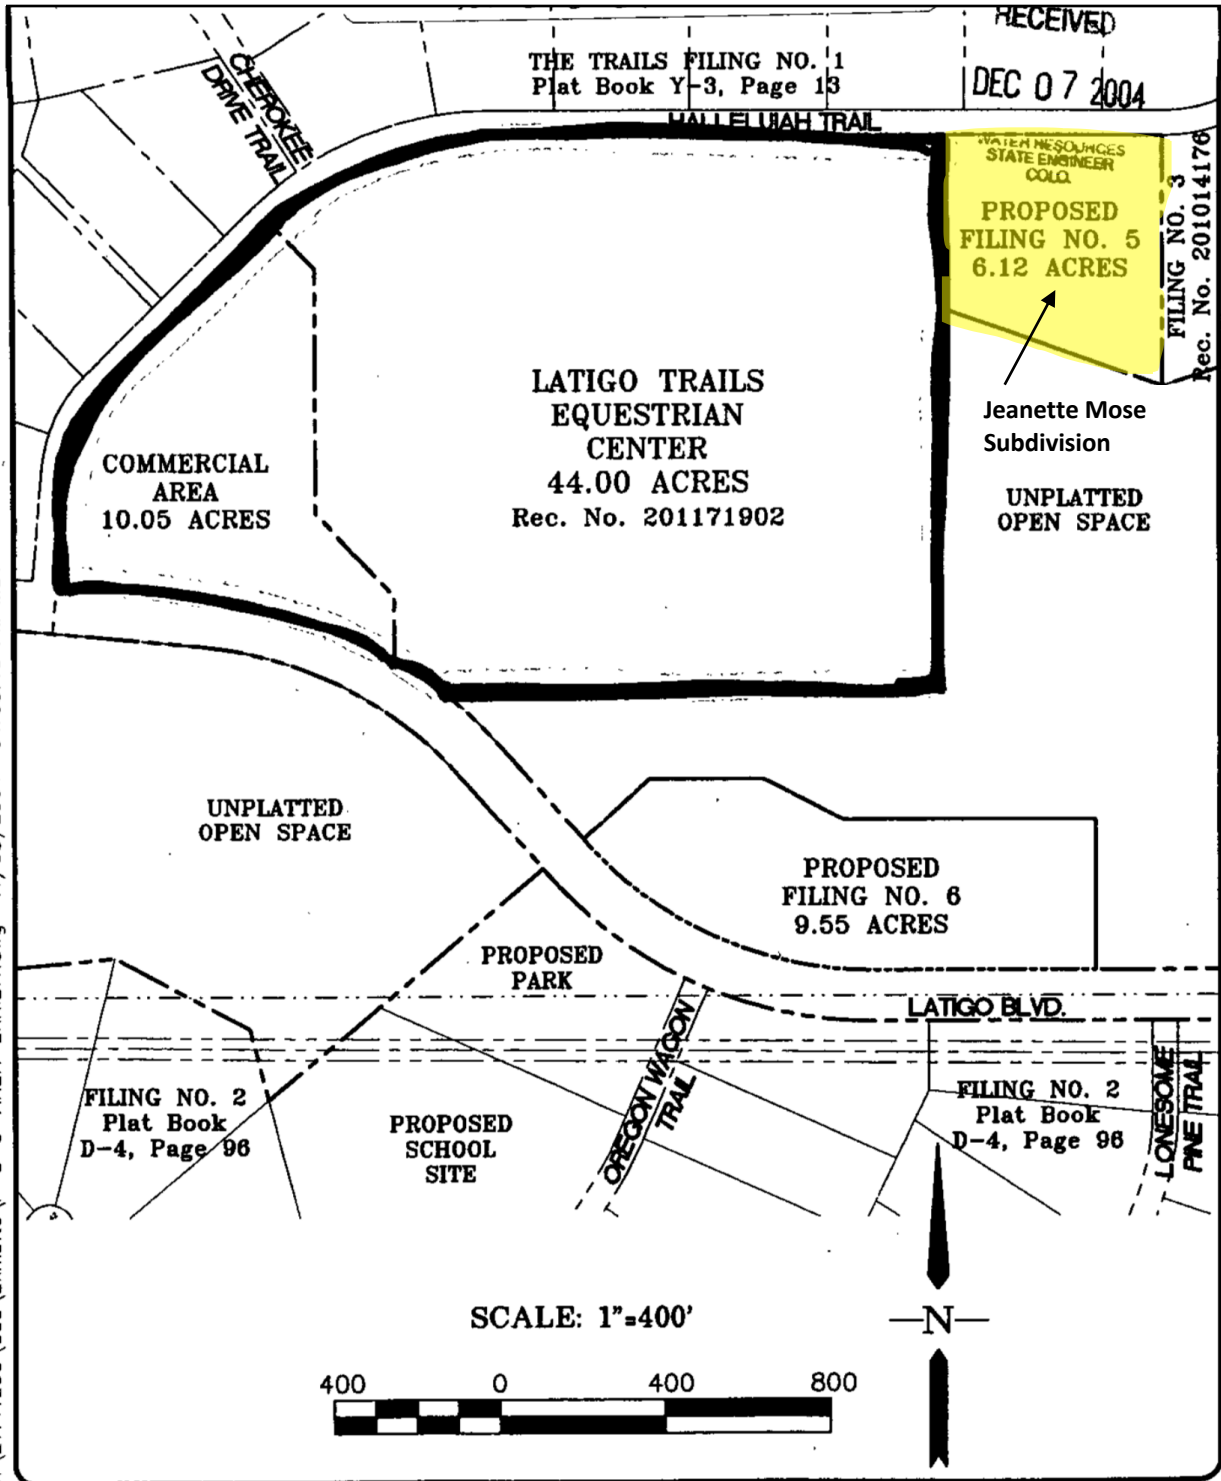 RECEIVED
THE TRAILS FILING NO. 1
Plat Book Y-3, Page 13
DEC 07 2004
HALLELUIAH TRAIL
CHEROKEE
DRIVE TRAIL
WATER RESOURCES
STATE ENGINEER
COLO.
PROPOSED
FILING NO. 5
6.12 ACRES
FILING NO. 3
Rec. No. 201014176
LATIGO TRAILS
EQUESTRIAN
CENTER
44.00 ACRES
Rec. No. 201171902
Jeanette Mose
Subdivision
COMMERCIAL
AREA
10.05 ACRES
UNPLATTED
OPEN SPACE
UNPLATTED
OPEN SPACE
PROPOSED
FILING NO. 6
9.55 ACRES
PROPOSED
PARK
LATIGO BLVD.
OREGON WAGON
TRAIL
LONESOME
PINE TRAIL
FILING NO. 2
Plat Book
D-4, Page 96
PROPOSED
SCHOOL
SITE
FILING NO. 2
Plat Book
D-4, Page 96
SCALE: 1"=400'
N
400 0 400 800